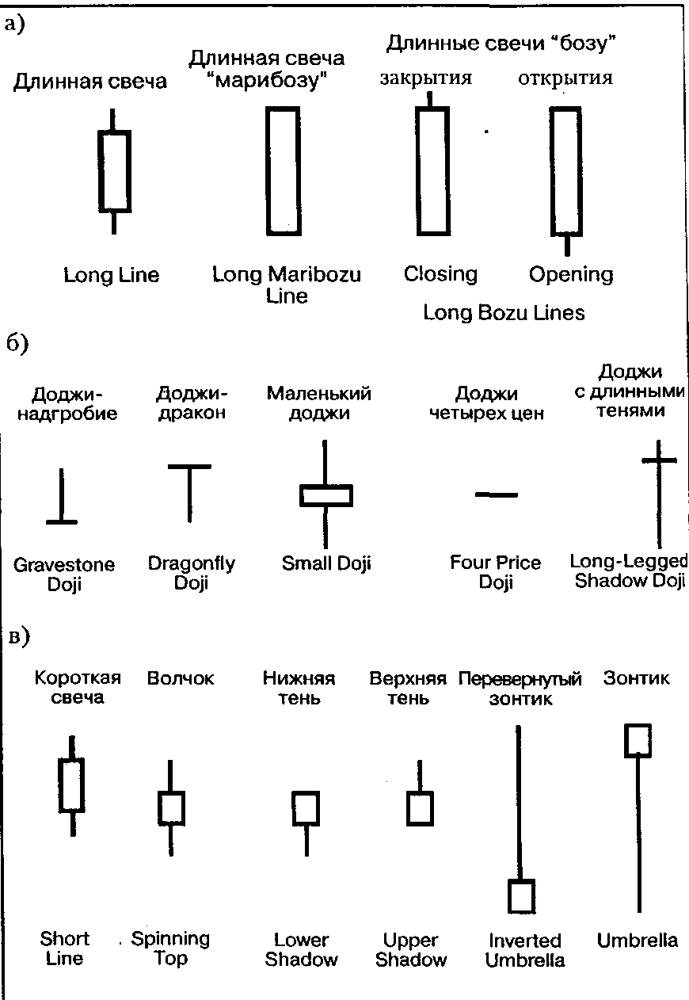 а)
Длинные свечи “бозу”
Длинная свеча
Длинная свеча
“марибозу”
закрытия
открытия
Long Line
Long Maribozu
Line
Closing
Opening
Long Bozu Lines
б)
Доджи-
надгробие
Доджи-
дракон
Маленький
доджи
Доджи
четырех цен
Доджи
с длинными
тенями
Gravestone
Doji
Dragonfly
Doji
Small Doji
Four Price
Doji
Long-Legged
Shadow Doji
в)
Короткая
свеча
Волчок
Нижняя
тень
Верхняя
тень
Перевернутый
зонтик
Зонтик
Short
Line
Spinning
Top
Lower
Shadow
Upper
Shadow
Inverted
Umbrella
Umbrella